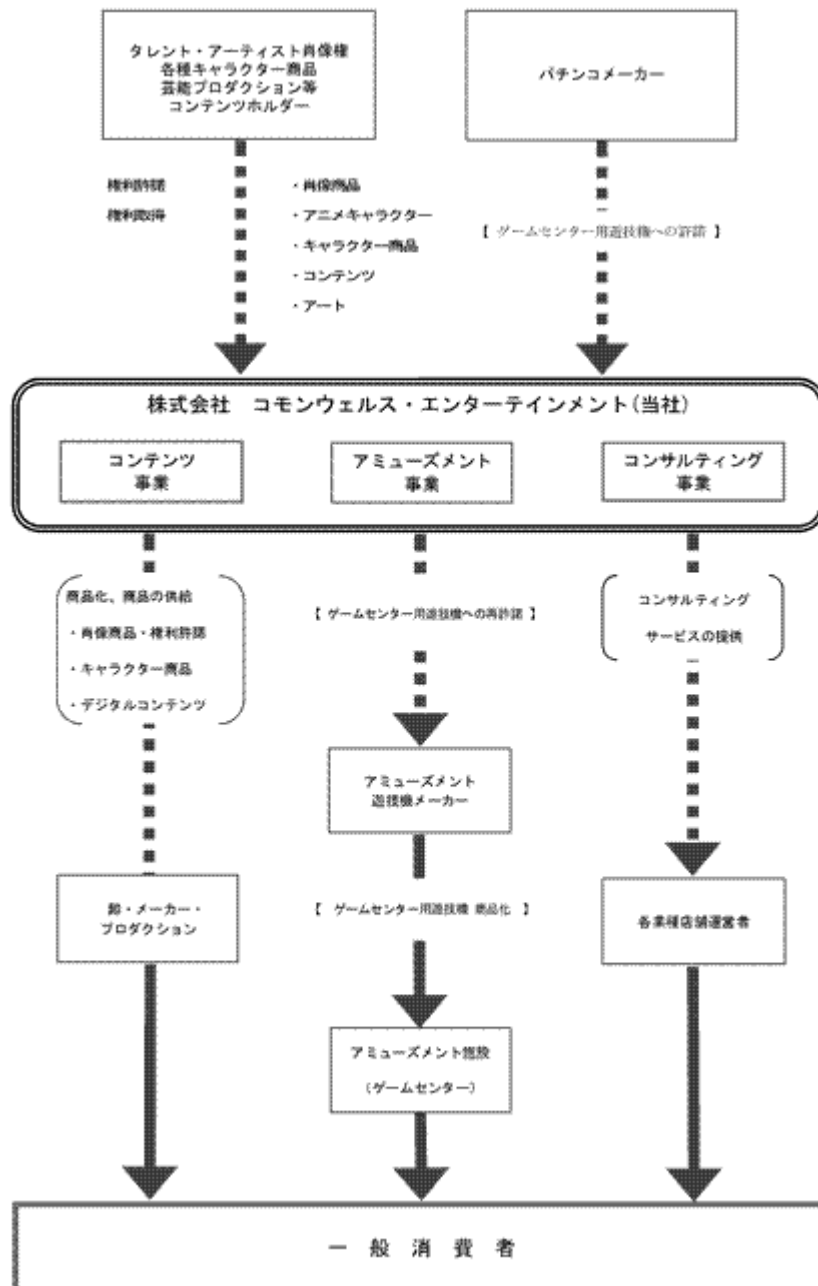 タレント・アーティスト肖像権
各種キャラクター商品
芸能プロダクション等
コンテンツホルダー
パチンコメーカー
権利許諾
権利取得
・肖像商品
・アニメキャラクター
・キャラクター商品
・コンテンツ
・アート
【 ゲームセンター用遊技機への許諾 】
株式会社 コモンウェルス・エンターテインメント(当社)
コンテンツ
事業
アミューズメント
事業
コンサルティング
事業
商品化、商品の供給
・肖像商品・権利許諾
・キャラクター商品
・デジタルコンテンツ
【 ゲームセンター用遊技機への再許諾 】
コンサルティング
サービスの提供
アミューズメント
遊技機メーカー
卸・メーカー・
プロダクション
【 ゲームセンター用遊技機 商品化 】
各業種店舗運営者
アミューズメント施設
(ゲームセンター)
一 般 消 費 者